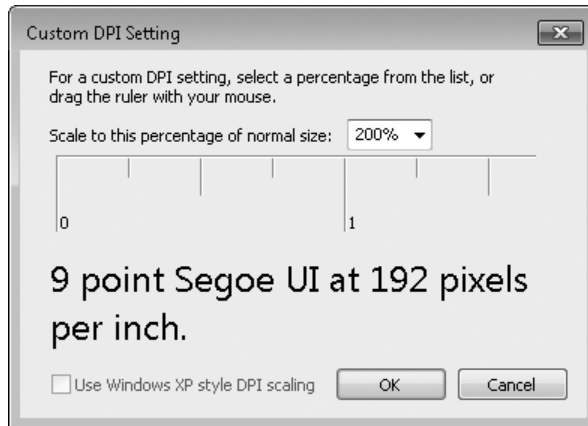 Custom DPI Setting
For a custom DPI setting, select a percentage from the list, or
drag the ruler with your mouse.
Scale to this percentage of normal size: 200%
0 1
9 point Segoe UI at 192 pixels
per inch.
Use Windows XP style DPI scaling OK Cancel